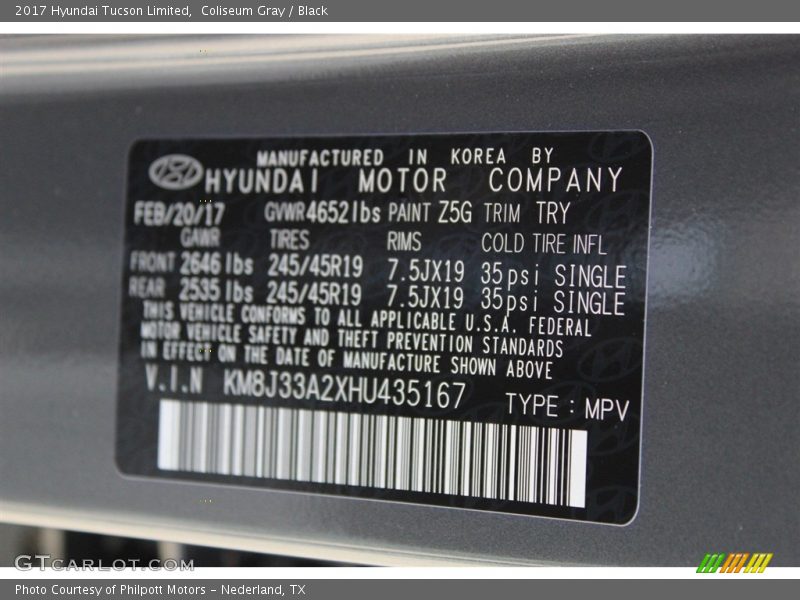 2017 Hyundai Tucson Limited,  Coliseum Gray / Black
MANUFACTURED IN KOREA BY
HYUNDAI MOTOR COMPANY
FEB/20/17 GVWR 4652lbs PAINT Z5G TRIM TRY
GAWR TIRES RIMS COLD TIRE INFL
FRONT 2646 lbs 245/45R19 7.5JX19 35psi SINGLE
REAR 2535 lbs 245/45R19 7.5JX19 35psi SINGLE
THIS VEHICLE CONFORMS TO ALL APPLICABLE U.S.A. FEDERAL
MOTOR VEHICLE SAFETY AND THEFT PREVENTION STANDARDS
IN EFFECT ON THE DATE OF MANUFACTURE SHOWN ABOVE
V.I.N KM8J33A2XHU435167 TYPE : MPV
GTCARLOT.COM
Photo Courtesy of Philpott Motors - Nederland, TX